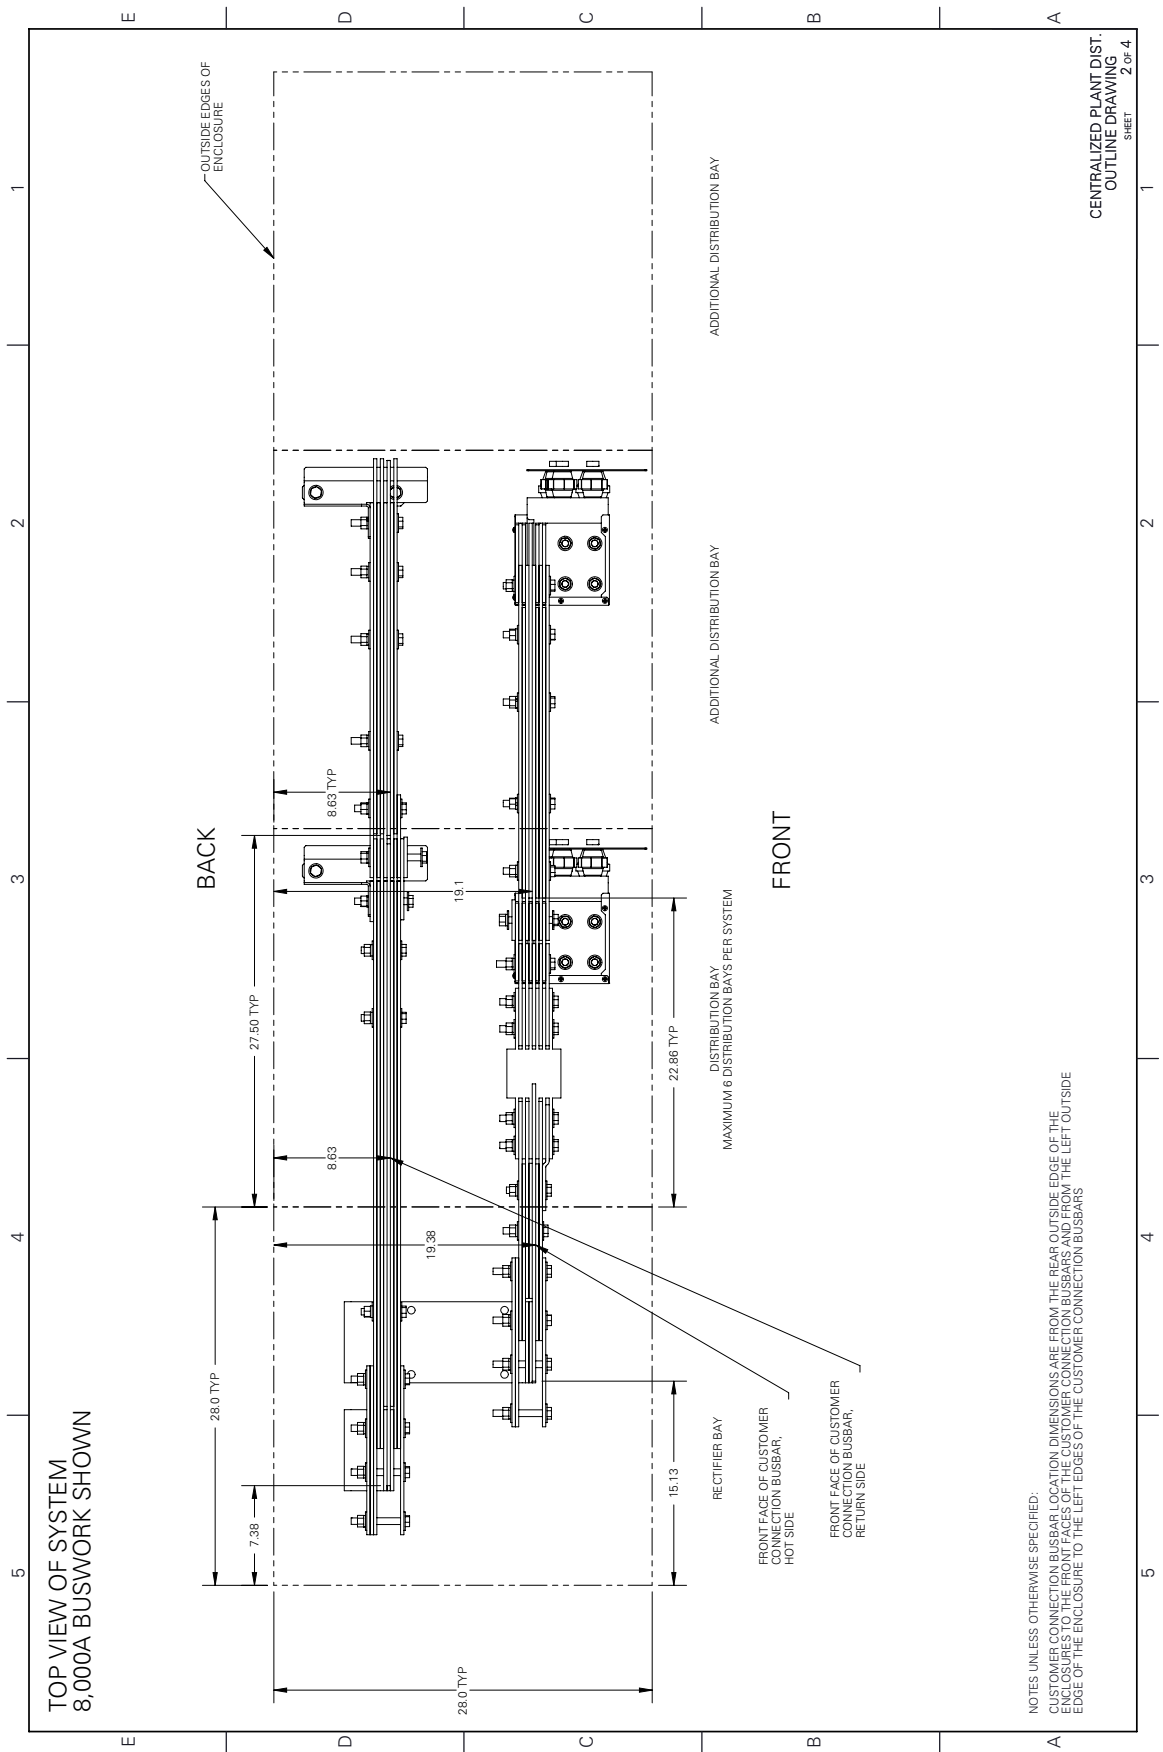 TOP VIEW OF SYSTEM
8,000A BUSWORK SHOWN
E
D
C
B
A
5
4
3
2
1
BACK
OUTSIDE EDGES OF
ENCLOSURE
28.0 TYP
7.38
27.50 TYP
8.63
8.63 TYP
28.0 TYP
19.38
19.1
15.13
22.86 TYP
RECTIFIER BAY
DISTRIBUTION BAY
MAXIMUM 6 DISTRIBUTION BAYS PER SYSTEM
ADDITIONAL DISTRIBUTION BAY
ADDITIONAL DISTRIBUTION BAY
FRONT FACE OF CUSTOMER
CONNECTION BUSBAR,
HOT SIDE
FRONT FACE OF CUSTOMER
CONNECTION BUSBAR,
RETURN SIDE
FRONT
NOTES UNLESS OTHERWISE SPECIFIED:
CUSTOMER CONNECTION BUSBAR LOCATION DIMENSIONS ARE FROM THE REAR OUTSIDE EDGE OF THE
ENCLOSURES TO THE FRONT FACES OF THE CUSTOMER CONNECTION BUSBARS AND FROM THE LEFT OUTSIDE
EDGE OF THE ENCLOSURE TO THE LEFT EDGES OF THE CUSTOMER CONNECTION BUSBARS
CENTRALIZED PLANT DIST.
OUTLINE DRAWING
SHEET 2 OF 4
E
D
C
B
A
5
4
3
2
1